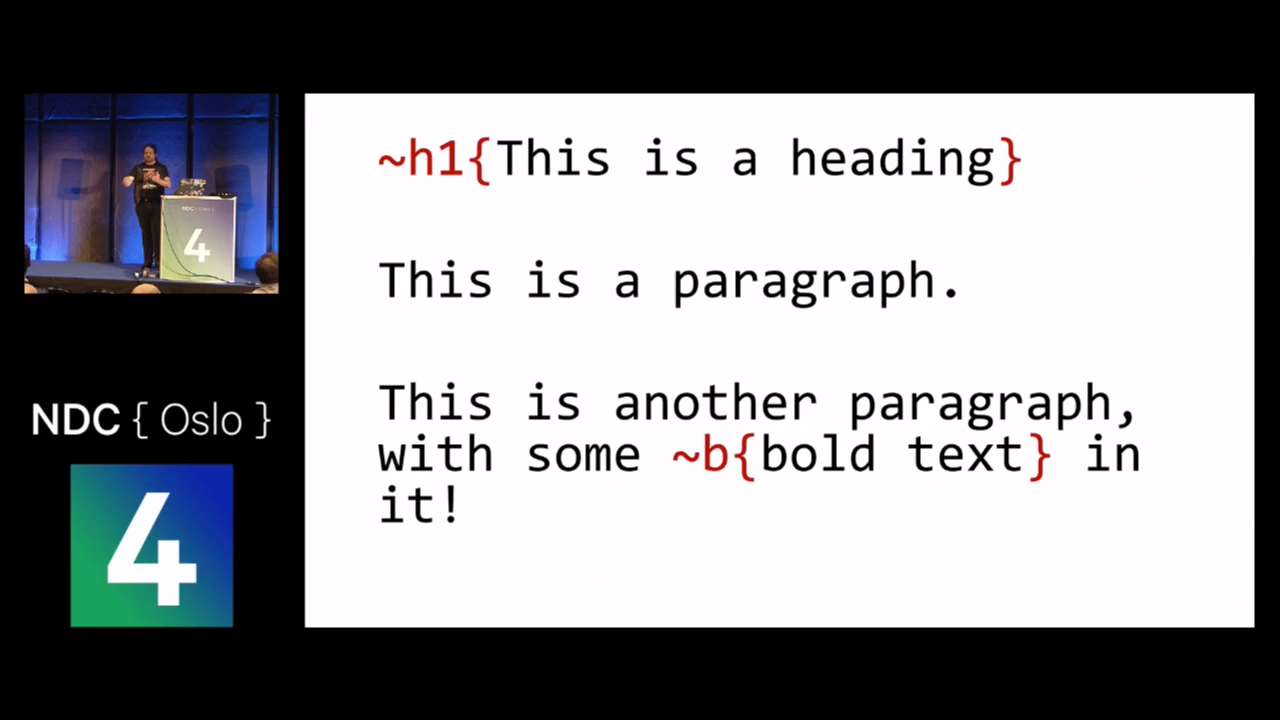 ~h1{This is a heading}
This is a paragraph.
This is another paragraph,
with some ~b{bold text} in
it!
NDC { Oslo }
4
4